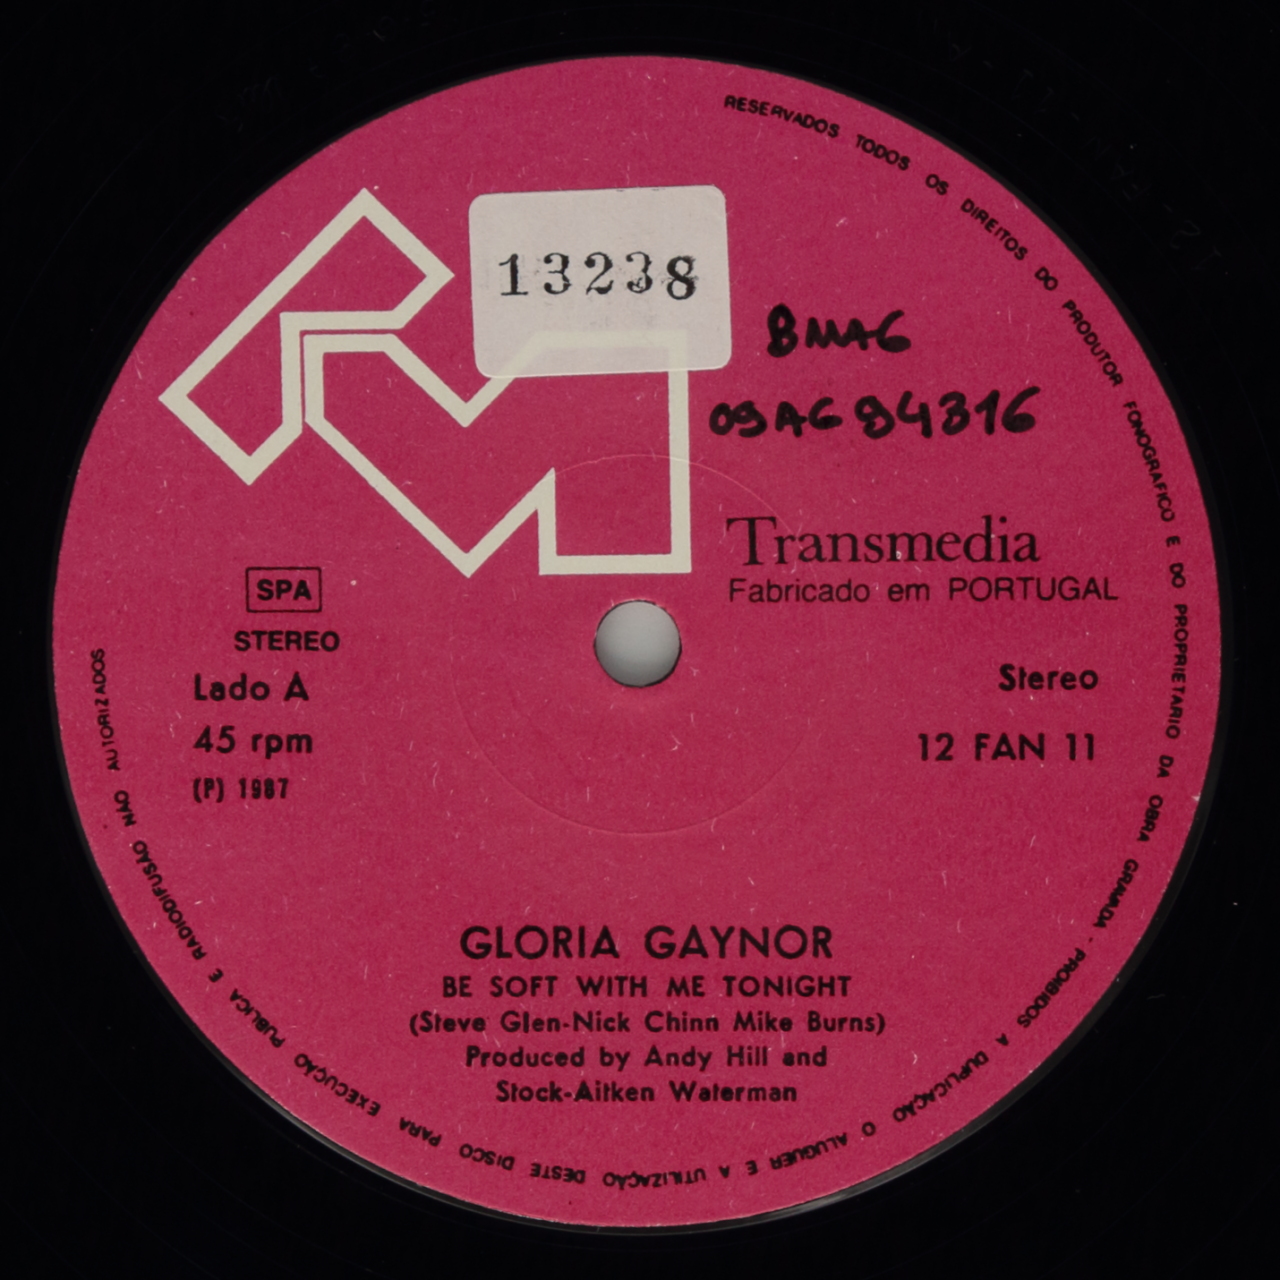 RESERVADOS TODOS OS DIREITOS DO PRODUTOR FONOGRAFICO E DO PROPRIETARIO DA OBRA GRAVADA - PROIBIDOS A DUPLICAÇÃO O ALUGUER E A UTILIZAÇÃO DESTE DISCO PARA EXECUÇÃO PUBLICA E RADIODIFUSÃO NÃO AUTORIZADOS
13238
BMAG
09AG94316
Transmedia
Fabricado em PORTUGAL
SPA
STEREO
Lado A
45 rpm
(P) 1987
Stereo
12 FAN 11
GLORIA GAYNOR
BE SOFT WITH ME TONIGHT
(Steve Glen-Nick Chinn Mike Burns)
Produced by Andy Hill and
Stock-Aitken Waterman